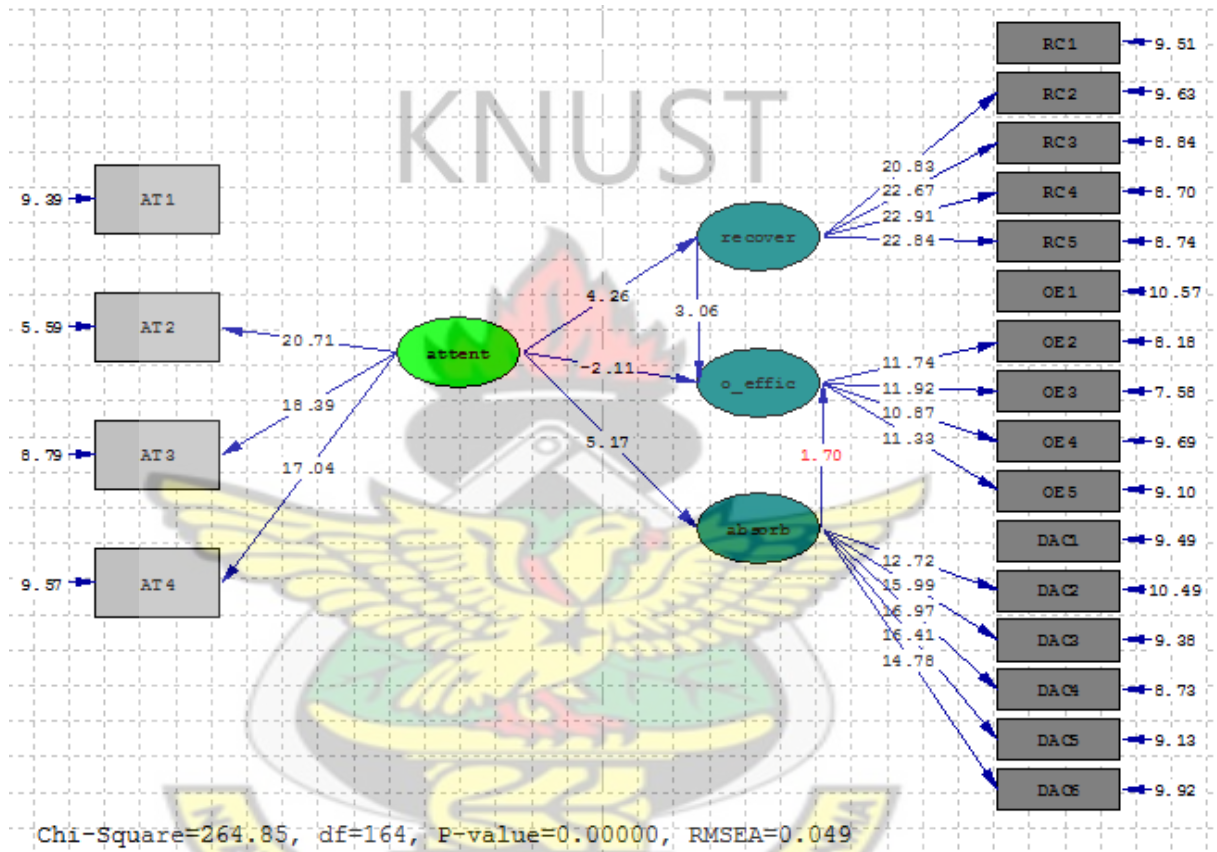 KNUST
9.39 AT1
5.59 AT2
8.79 AT3
9.57 AT4
20.71
18.39
17.04
attent
4.26
-2.11
5.17
recover
3.06
o_effic
1.70
absorb
20.83
22.67
22.91
22.84
11.74
11.92
10.87
11.33
12.72
15.99
16.97
16.41
14.78
RC1 9.51
RC2 9.63
RC3 8.84
RC4 8.70
RC5 8.74
OE1 10.57
OE2 8.18
OE3 7.58
OE4 9.69
OE5 9.10
DAC1 9.49
DAC2 10.49
DAC3 9.38
DAC4 8.73
DAC5 9.13
DAC6 9.92
Chi-Square=264.85, df=164, P-value=0.00000, RMSEA=0.049